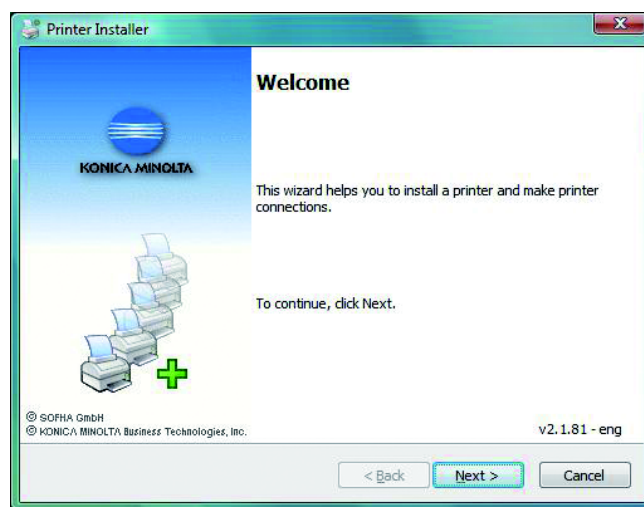 Printer Installer
Welcome
KONICA MINOLTA
This wizard helps you to install a printer and make printer
connections.
To continue, click Next.
© SOFHA GmbH
© KONICA MINOLTA Business Technologies, Inc.
v2.1.81 - eng
< Back
Next >
Cancel